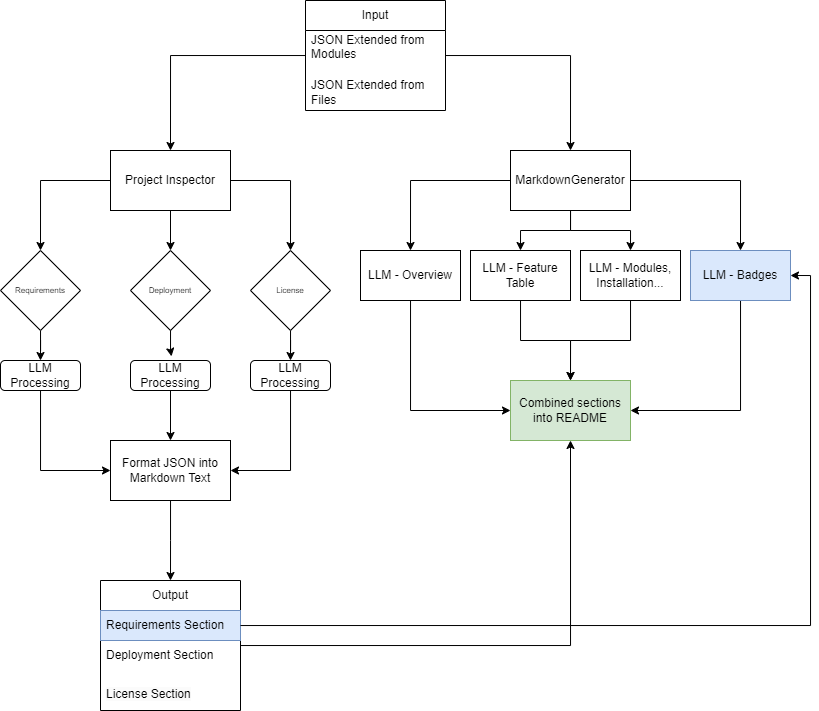 Input
JSON Extended from
Modules
JSON Extended from
Files
Project Inspector
MarkdownGenerator
Requirements
Deployment
License
LLM - Overview
LLM - Feature
Table
LLM - Modules,
Installation...
LLM - Badges
LLM
Processing
LLM
Processing
LLM
Processing
Combined sections
into README
Format JSON into
Markdown Text
Output
Requirements Section
Deployment Section
License Section